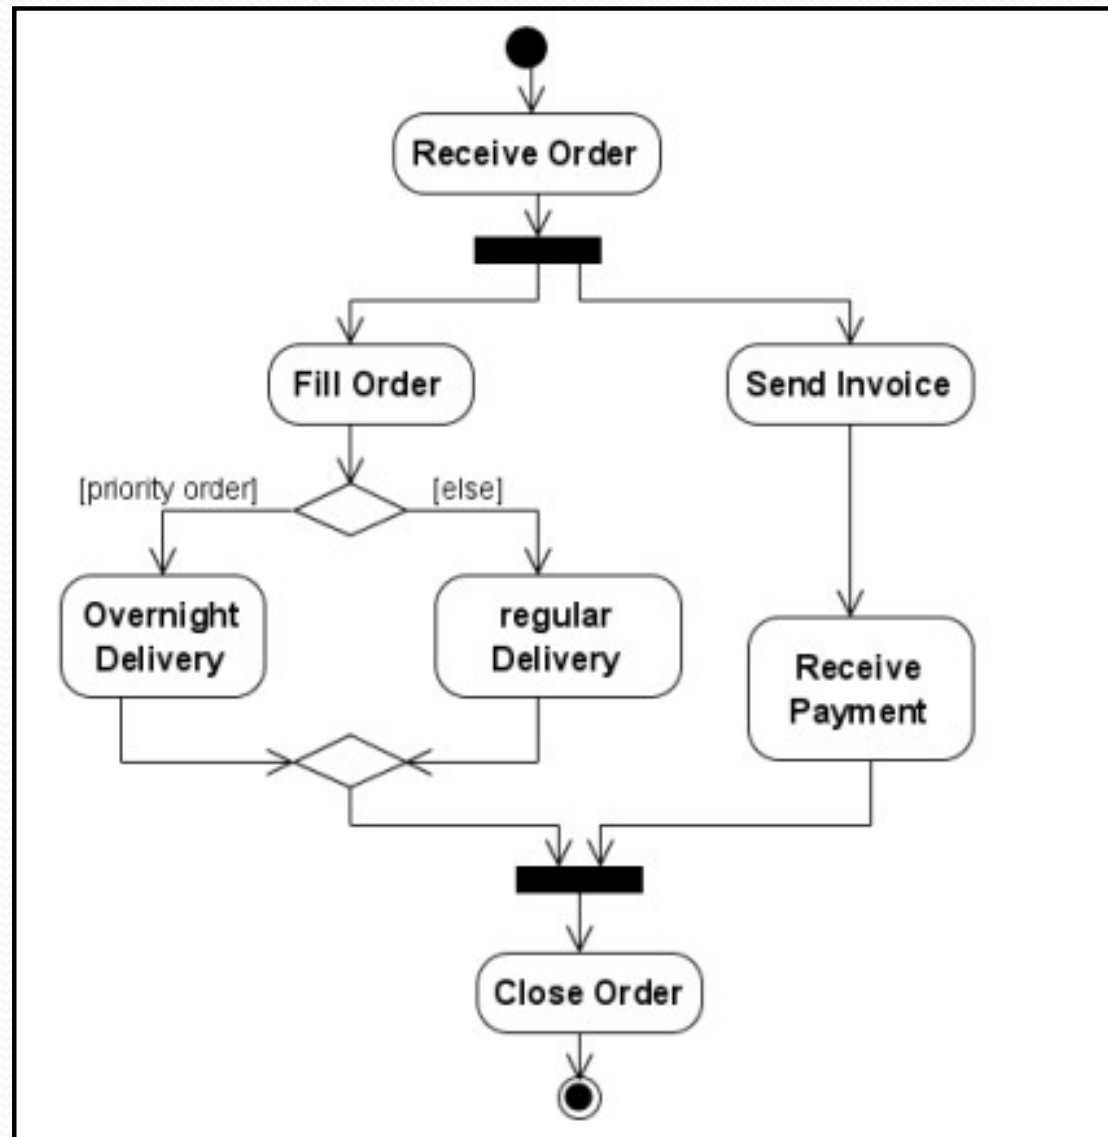 Receive Order
Fill Order
Send Invoice
[priority order]
[else]
Overnight
Delivery
regular
Delivery
Receive
Payment
Close Order